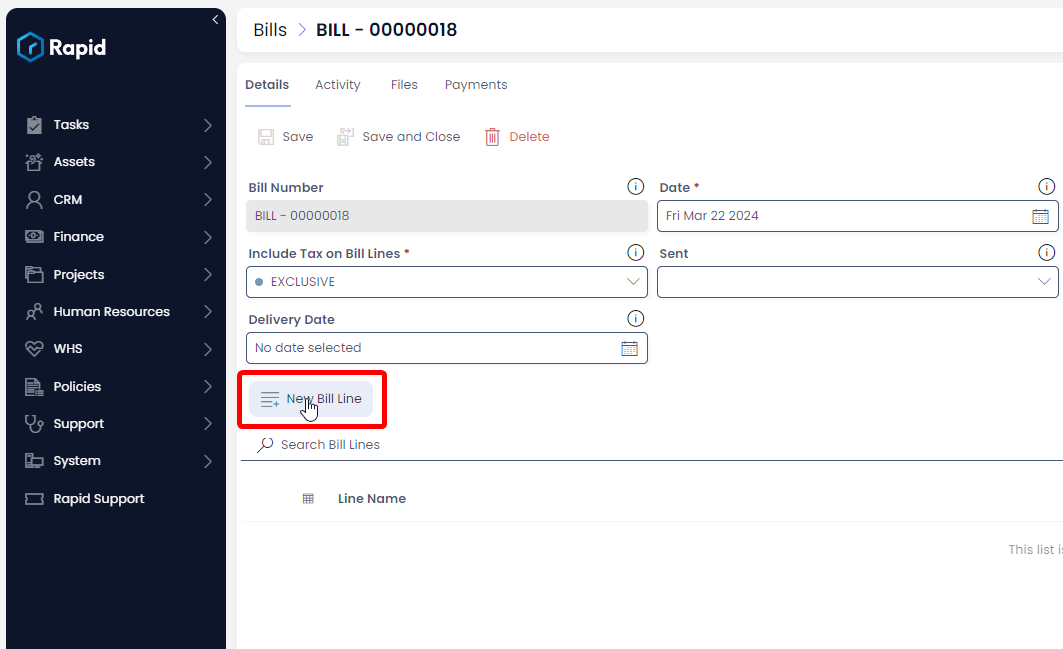 Rapid
Tasks
Assets
CRM
Finance
Projects
Human Resources
WHS
Policies
Support
System
Rapid Support
Bills > BILL - 00000018
Details Activity Files Payments
Save Save and Close Delete
Bill Number
BILL - 00000018
Date *
Fri Mar 22 2024
Include Tax on Bill Lines *
EXCLUSIVE
Sent
Delivery Date
No date selected
New Bill Line
Search Bill Lines
Line Name
This list